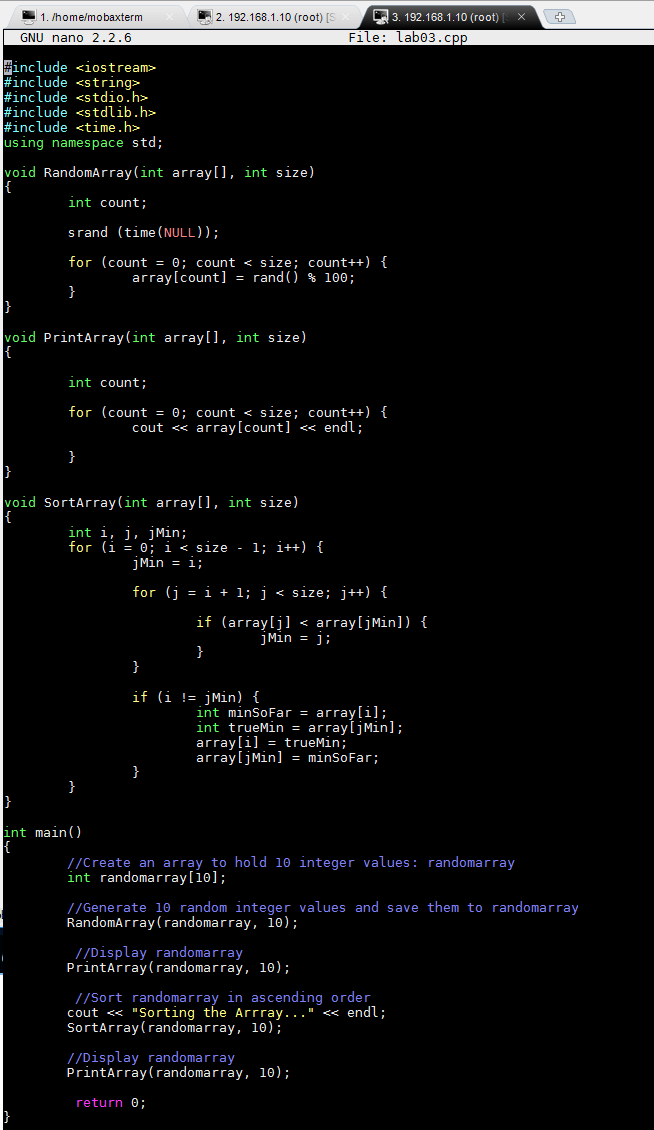 1. /home/mobaxterm
2. 192.168.1.10 (root) [S
3. 192.168.1.10 (root) [
GNU nano 2.2.6 File: lab03.cpp
#include <iostream>
#include <string>
#include <stdio.h>
#include <stdlib.h>
#include <time.h>
using namespace std;
void RandomArray(int array[], int size)
{
int count;
srand (time(NULL));
for (count = 0; count < size; count++) {
array[count] = rand() % 100;
}
}
void PrintArray(int array[], int size)
{
int count;
for (count = 0; count < size; count++) {
cout << array[count] << endl;
}
}
void SortArray(int array[], int size)
{
int i, j, jMin;
for (i = 0; i < size - 1; i++) {
jMin = i;
for (j = i + 1; j < size; j++) {
if (array[j] < array[jMin]) {
jMin = j;
}
}
if (i != jMin) {
int minSoFar = array[i];
int trueMin = array[jMin];
array[i] = trueMin;
array[jMin] = minSoFar;
}
}
}
int main()
{
//Create an array to hold 10 integer values: randomarray
int randomarray[10];
//Generate 10 random integer values and save them to randomarray
RandomArray(randomarray, 10);
//Display randomarray
PrintArray(randomarray, 10);
//Sort randomarray in ascending order
cout << "Sorting the Arrray..." << endl;
SortArray(randomarray, 10);
//Display randomarray
PrintArray(randomarray, 10);
return 0;
}